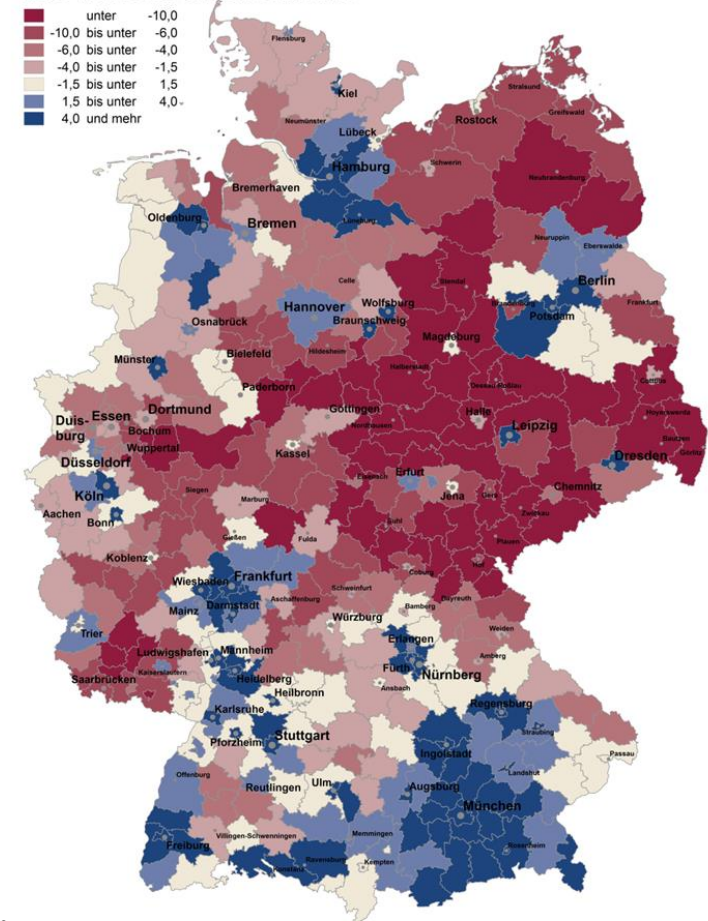 unter -10,0
-10,0 bis unter -6,0
-6,0 bis unter -4,0
-4,0 bis unter -1,5
-1,5 bis unter 1,5
1,5 bis unter 4,0
4,0 und mehr
Flensburg
Kiel
Stralsund
Greifswald
Rostock
Neumünster
Lübeck
Hamburg
Schwerin
Neubrandenburg
Bremerhaven
Oldenburg
Bremen
Lüneburg
Neuruppin
Eberswalde
Celle
Stendal
Berlin
Hannover
Wolfsburg
Brandenburg
Frankfurt
Osnabrück
Braunschweig
Potsdam
Magdeburg
Münster
Bielefeld
Hildesheim
Halberstadt
Paderborn
Dessau-Roßlau
Cottbus
Duis-
burg
Essen
Dortmund
Göttingen
Halle
Hoyerswerda
Bochum
Nordhausen
Leipzig
Bautzen
Wuppertal
Kassel
Dresden
Görlitz
Düsseldorf
Eisenach
Erfurt
Köln
Siegen
Jena
Gera
Chemnitz
Aachen
Marburg
Zwickau
Bonn
Gießen
Fulda
Suhl
Plauen
Koblenz
Coburg
Hof
Wiesbaden
Frankfurt
Schweinfurt
Bayreuth
Mainz
Darmstadt
Aschaffenburg
Bamberg
Würzburg
Trier
Weiden
Erlangen
Ludwigshafen
Mannheim
Amberg
Kaiserslautern
Fürth
Nürnberg
Saarbrücken
Heidelberg
Ansbach
Heilbronn
Karlsruhe
Regensburg
Pforzheim
Stuttgart
Straubing
Ingolstadt
Passau
Offenburg
Landshut
Reutlingen
Ulm
Augsburg
München
Villingen-Schwenningen
Memmingen
Freiburg
Rosenheim
Ravensburg
Kempten
Konstanz